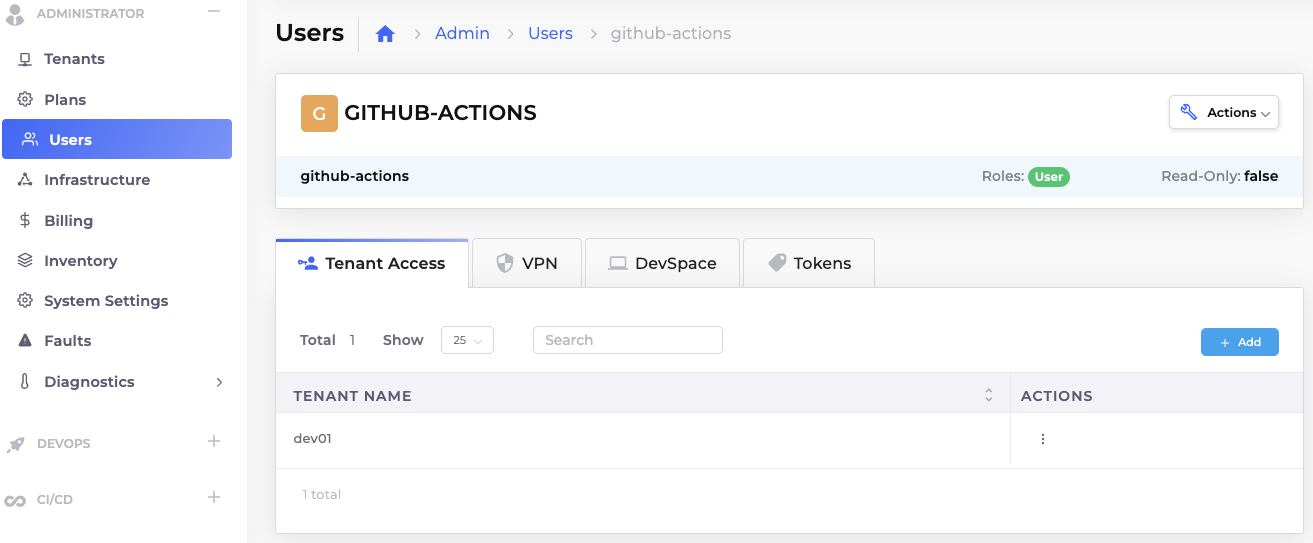 ADMINISTRATOR
Tenants
Plans
Users
Infrastructure
Billing
Inventory
System Settings
Faults
Diagnostics
DEVOPS
CI/CD
Users Admin Users github-actions
G GITHUB-ACTIONS Actions
github-actions Roles: User Read-Only: false
Tenant Access VPN DevSpace Tokens
Total 1 Show 25 Search + Add
TENANT NAME ACTIONS
dev01
1 total